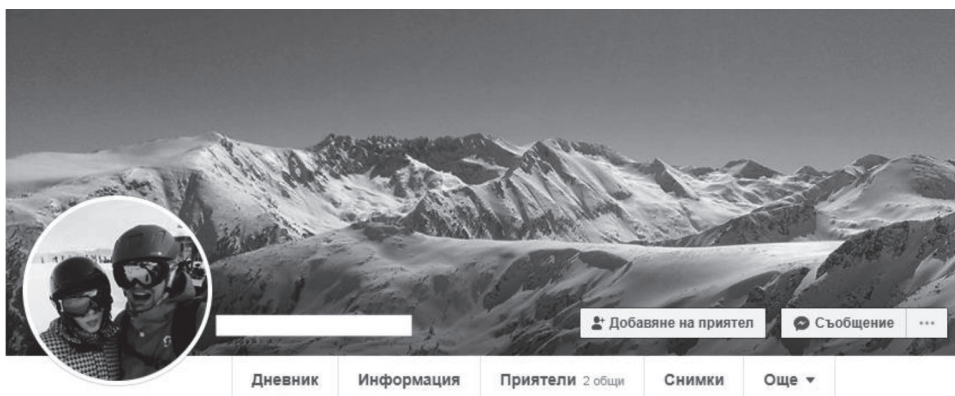 Добавяне на приятел Съобщение ...
Дневник Информация Приятели 2 общи Снимки Още